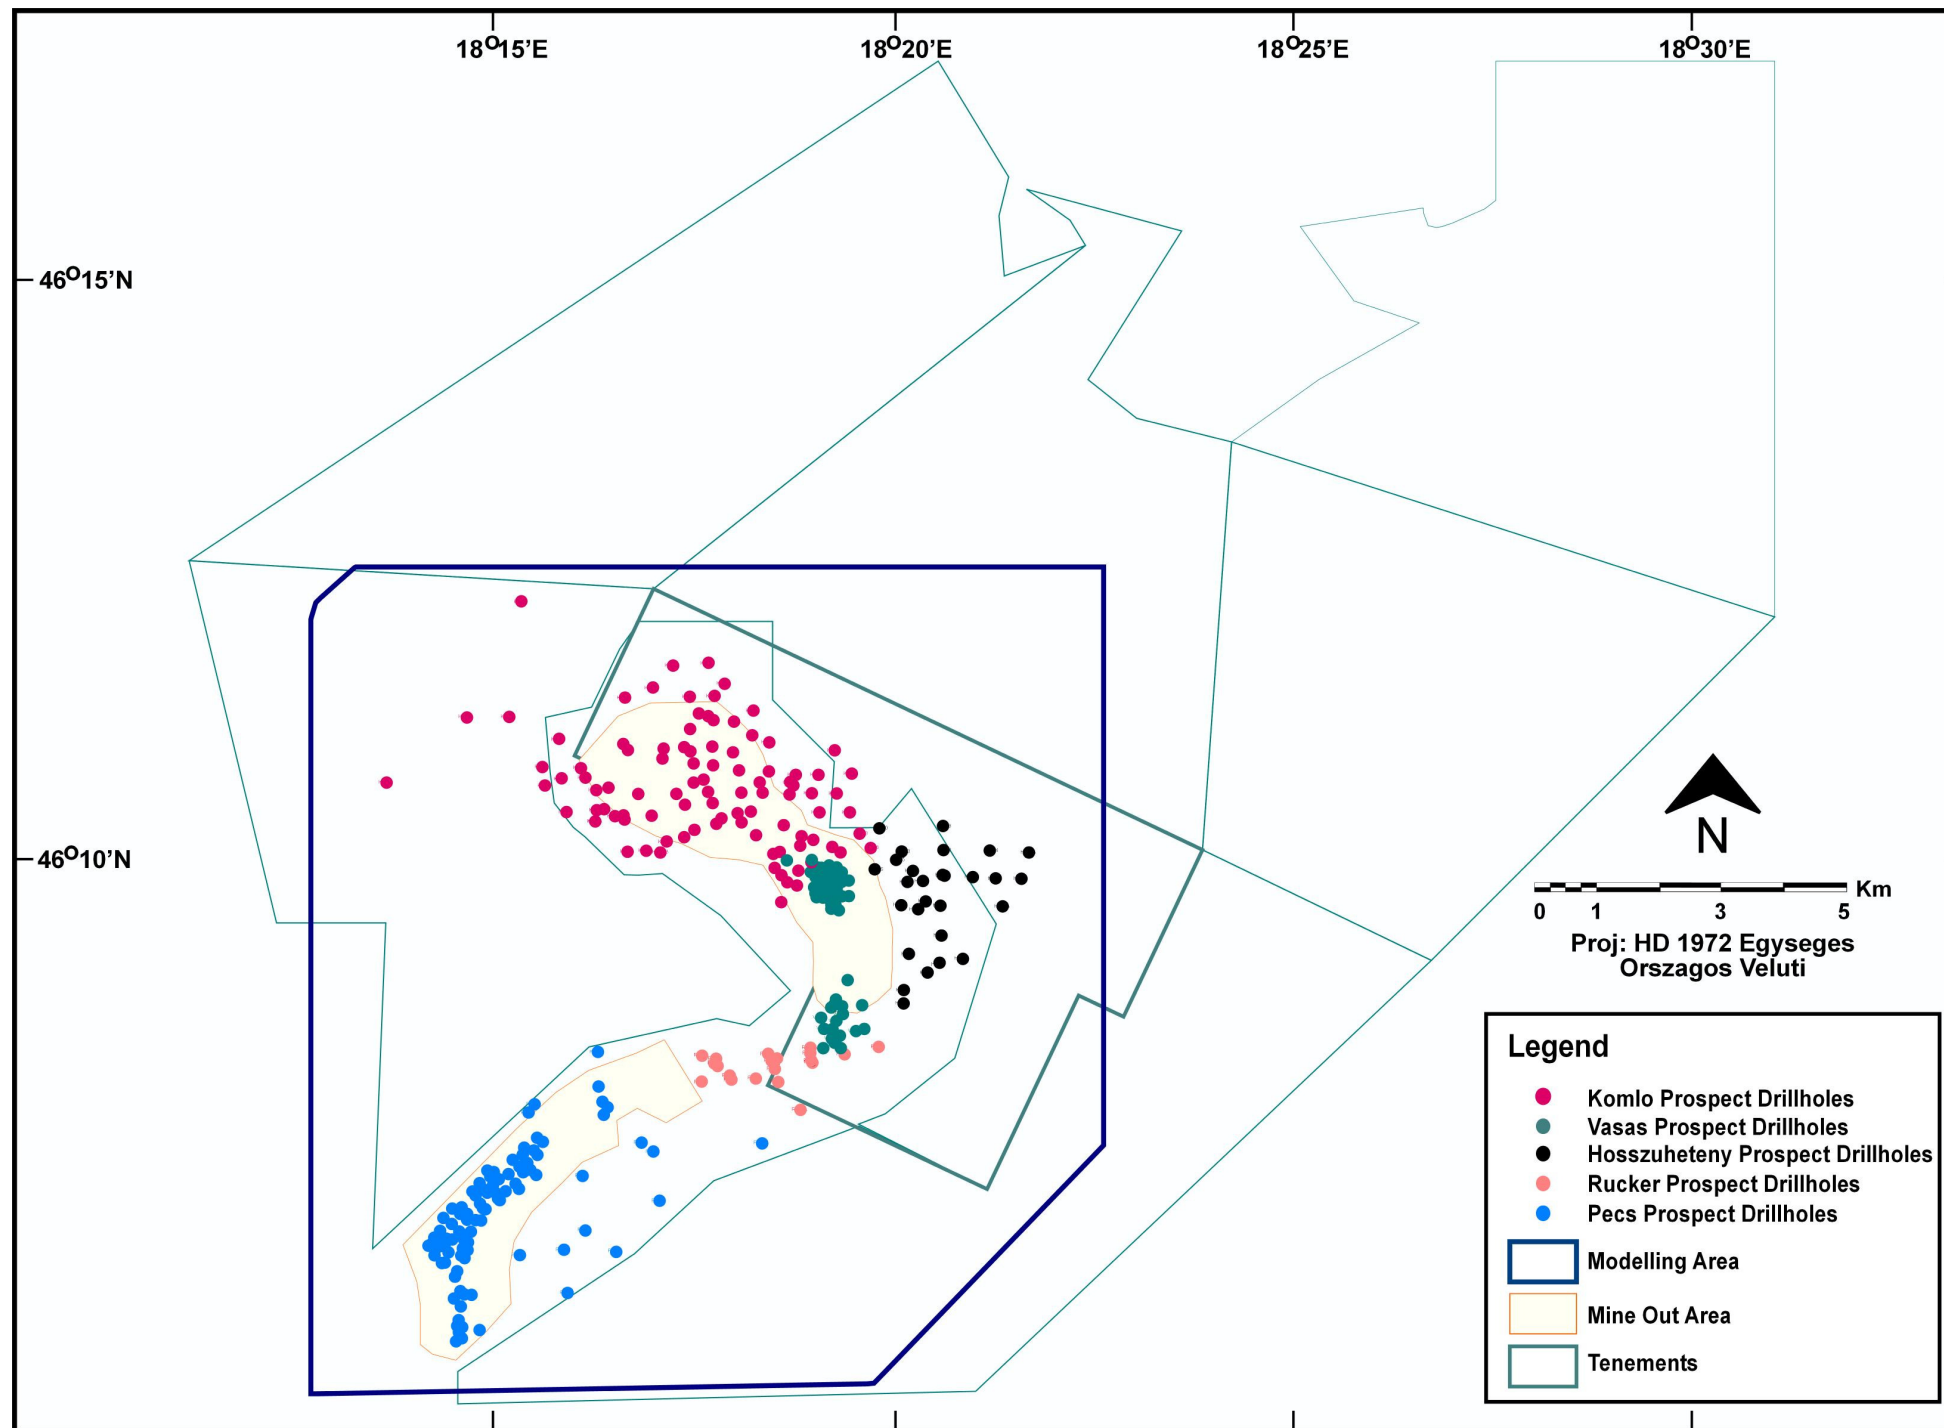 18°15’E 18°20’E 18°25’E 18°30’E
46°15’N
46°10’N
N
Km
0 1 3 5
Proj: HD 1972 Egyseges
Orszagos Veluti
Legend
Komlo Prospect Drillholes
Vasas Prospect Drillholes
Hosszuheteny Prospect Drillholes
Rucker Prospect Drillholes
Pecs Prospect Drillholes
Modelling Area
Mine Out Area
Tenements